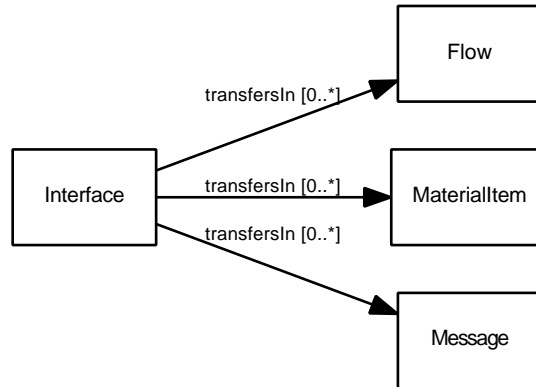 Flow
transfersIn [0..*]
Interface
transfersIn [0..*]
MaterialItem
transfersIn [0..*]
Message